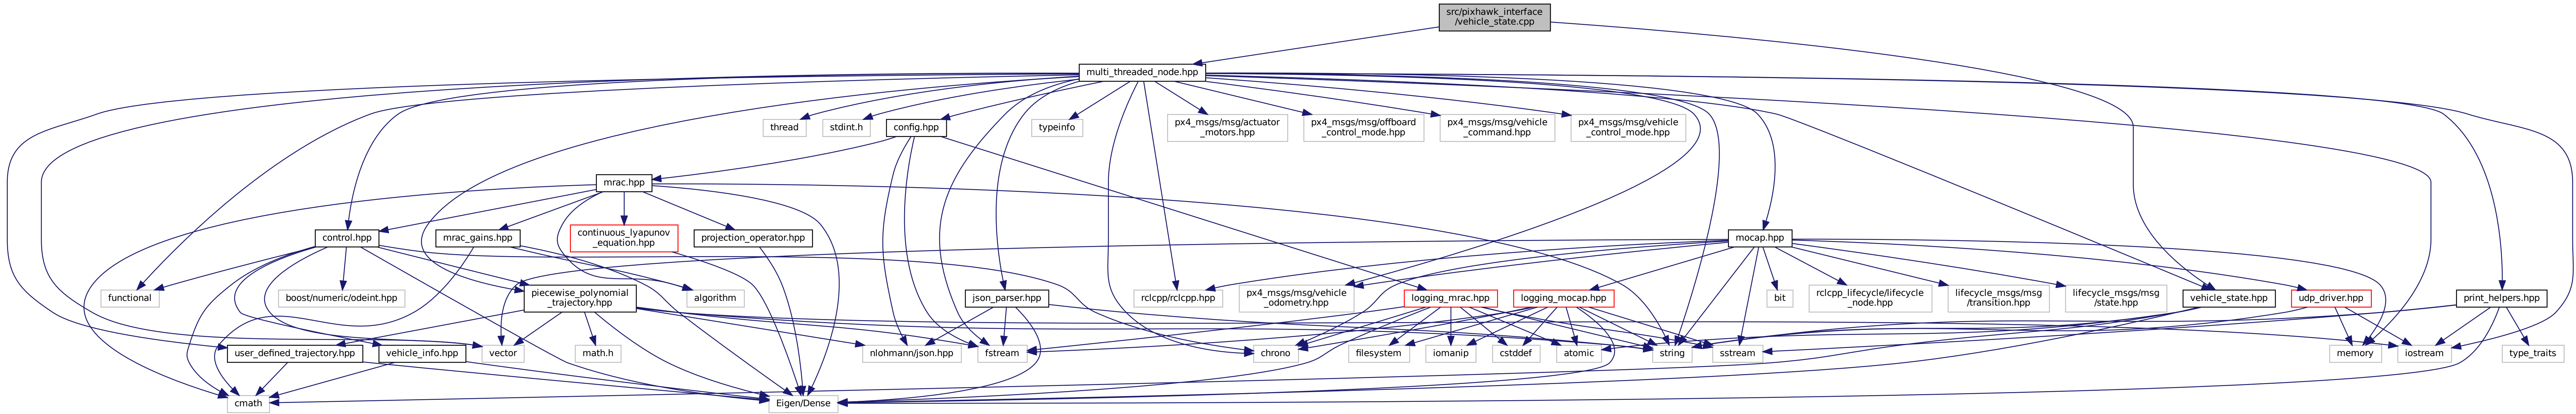 src/pixhawk_interface
/vehicle_state.cpp
multi_threaded_node.hpp
thread
stdint.h
config.hpp
typeinfo
px4_msgs/msg/actuator
_motors.hpp
px4_msgs/msg/offboard
_control_mode.hpp
px4_msgs/msg/vehicle
_command.hpp
px4_msgs/msg/vehicle
_control_mode.hpp
mrac.hpp
control.hpp
mrac_gains.hpp
continuous_lyapunov
_equation.hpp
projection_operator.hpp
mocap.hpp
functional
boost/numeric/odeint.hpp
piecewise_polynomial
_trajectory.hpp
algorithm
json_parser.hpp
rclcpp/rclcpp.hpp
px4_msgs/msg/vehicle
_odometry.hpp
logging_mrac.hpp
logging_mocap.hpp
bit
rclcpp_lifecycle/lifecycle
_node.hpp
lifecycle_msgs/msg
/transition.hpp
lifecycle_msgs/msg
/state.hpp
vehicle_state.hpp
udp_driver.hpp
print_helpers.hpp
user_defined_trajectory.hpp
vehicle_info.hpp
vector
math.h
nlohmann/json.hpp
fstream
chrono
filesystem
iomanip
cstddef
atomic
string
sstream
memory
iostream
type_traits
cmath
Eigen/Dense